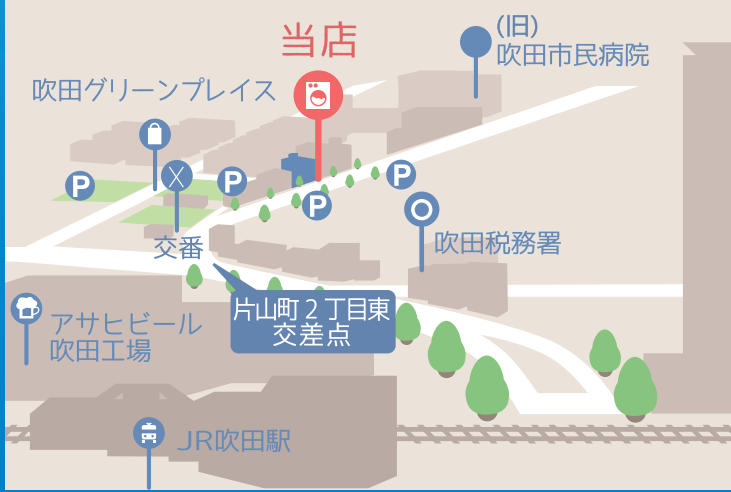 当店
(旧)
吹田市民病院
吹田グリーンプレイス
P
P
P
P
交番
吹田税務署
片山町2丁目東
交差点
アサヒビール
吹田工場
JR吹田駅